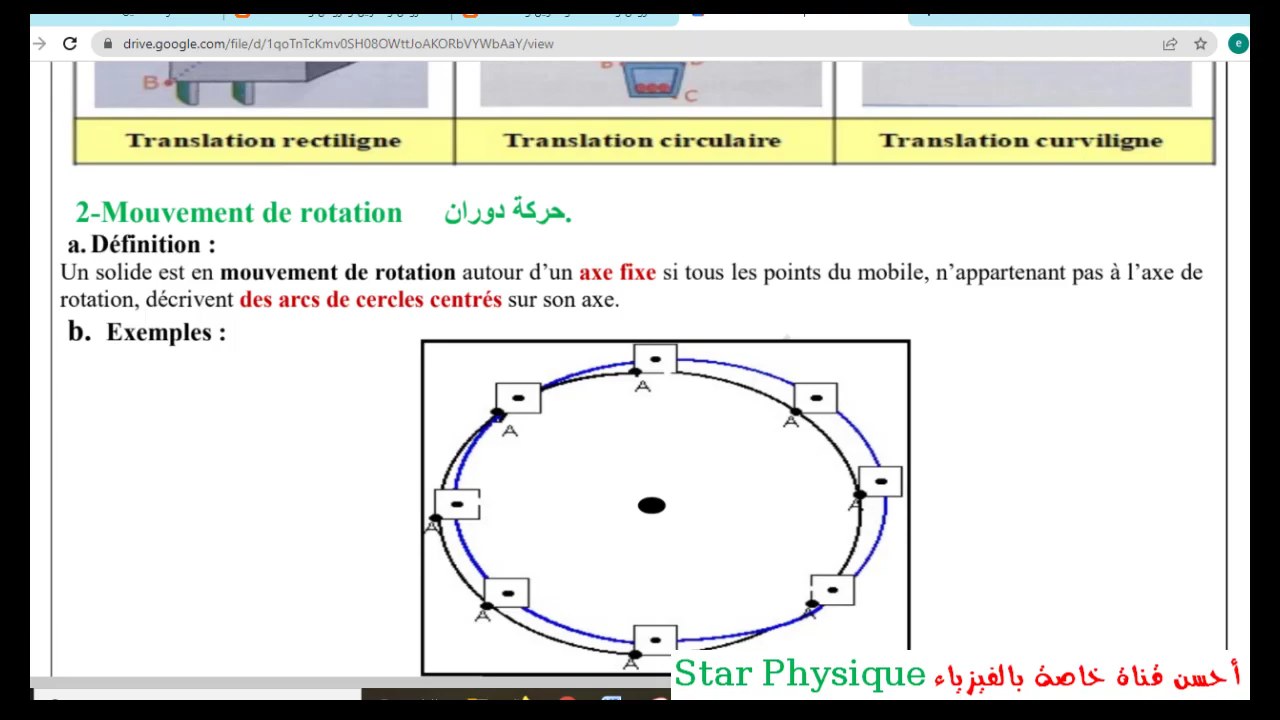 drive.google.com/file/d/1qoTnTcKmv0SH08OWttJoAKORbVYWbAaY/view
e
B
C
Translation rectiligne
Translation circulaire
Translation curviligne
2-Mouvement de rotation حركة دوران.
a. Définition :
Un solide est en mouvement de rotation autour d'un axe fixe si tous les points du mobile, n'appartenant pas à l'axe de
rotation, décrivent des arcs de cercles centrés sur son axe.
b. Exemples :
A
A
A
A
A
A
A
A
Star Physique أحسن قناة خاصة بالفيزياء